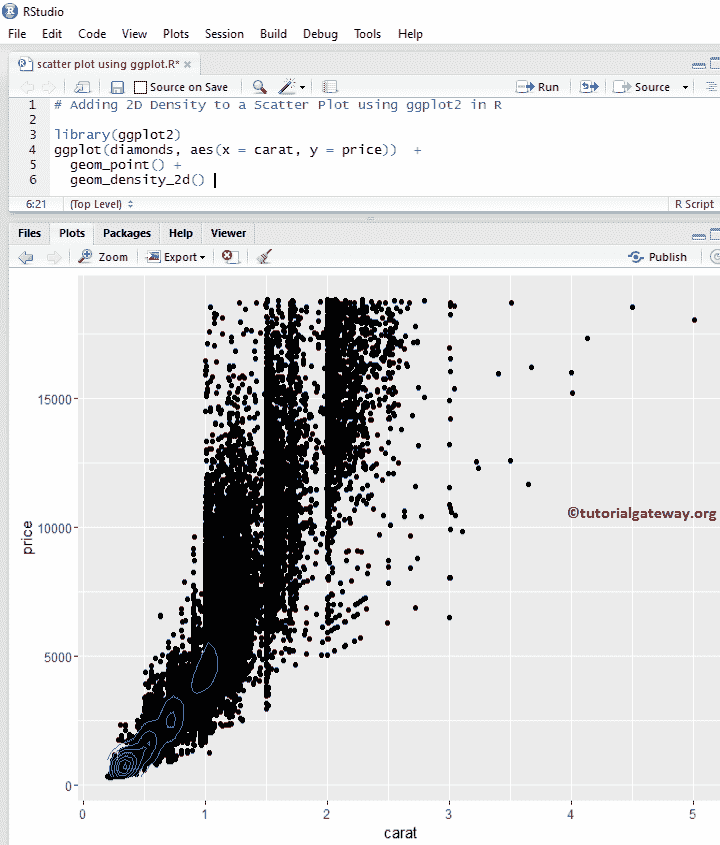 RStudio
File Edit Code View Plots Session Build Debug Tools Help
scatter plot using ggplot.R*
Source on Save Run Source
1 # Adding 2D Density to a Scatter Plot using ggplot2 in R
2
3 library(ggplot2)
4 ggplot(diamonds, aes(x = carat, y = price))  +
5   geom_point() +
6   geom_density_2d()
6:21 (Top Level) R Script
Files Plots Packages Help Viewer
Zoom Export Publish
15000
10000
©tutorialgateway.org
price
5000
0
0 1 2 3 4 5
carat